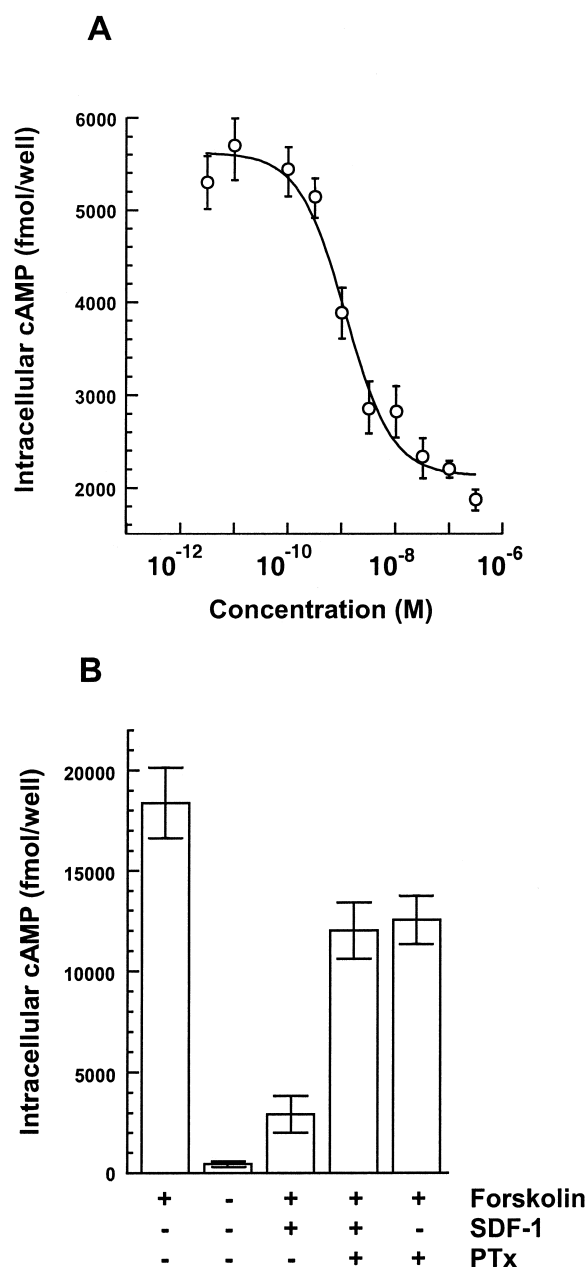 A
Intracellular cAMP (fmol/well)
6000
5000
4000
3000
2000
10-12 10-10 10-8 10-6
Concentration (M)
B
Intracellular cAMP (fmol/well)
20000
15000
10000
5000
0
+ - + + + Forskolin
- - + + - SDF-1
- - - + + PTx